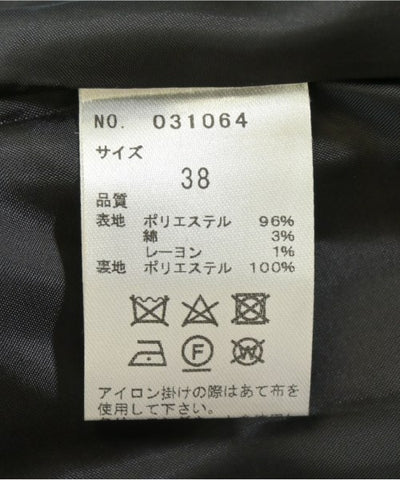 NO. 031064
サイズ
38
品質
表地 ポリエステル 96%
綿 3%
レーヨン 1%
裏地 ポリエステル 100%
F
W
アイロン掛けの際はあて布を
使用して下さい。